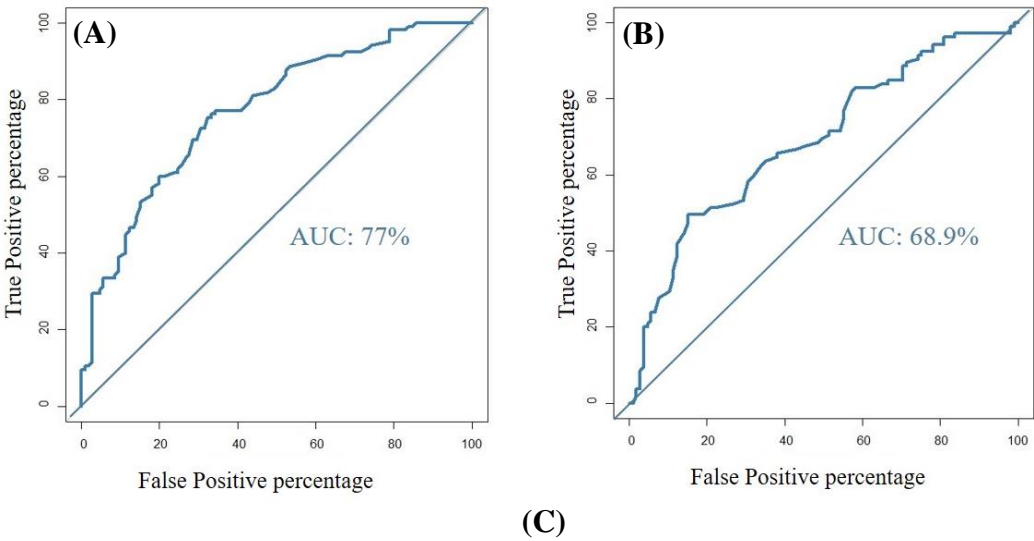 (A)
True Positive percentage
100
80
60
40
20
0
AUC: 77%
0 20 40 60 80 100
False Positive percentage
(B)
True Positive percentage
100
80
60
40
20
0
AUC: 68.9%
0 20 40 60 80 100
False Positive percentage
(C)